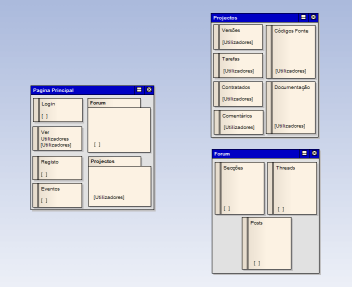 Pagina Principal
Login
[ ]
Ver
Utilizadores
[Utilizadores]
Registo
[ ]
Eventos
[ ]
Forum
[ ]
Projectos
[Utilizadores]
Projectos
Versões
[Utilizadores]
Tarefas
[Utilizadores]
Contratados
[Utilizadores]
Comentários
[Utilizadores]
Códigos Fonte
[Utilizadores]
Documentação
[Utilizadores]
Forum
Secções
[ ]
Threads
[ ]
Posts
[ ]